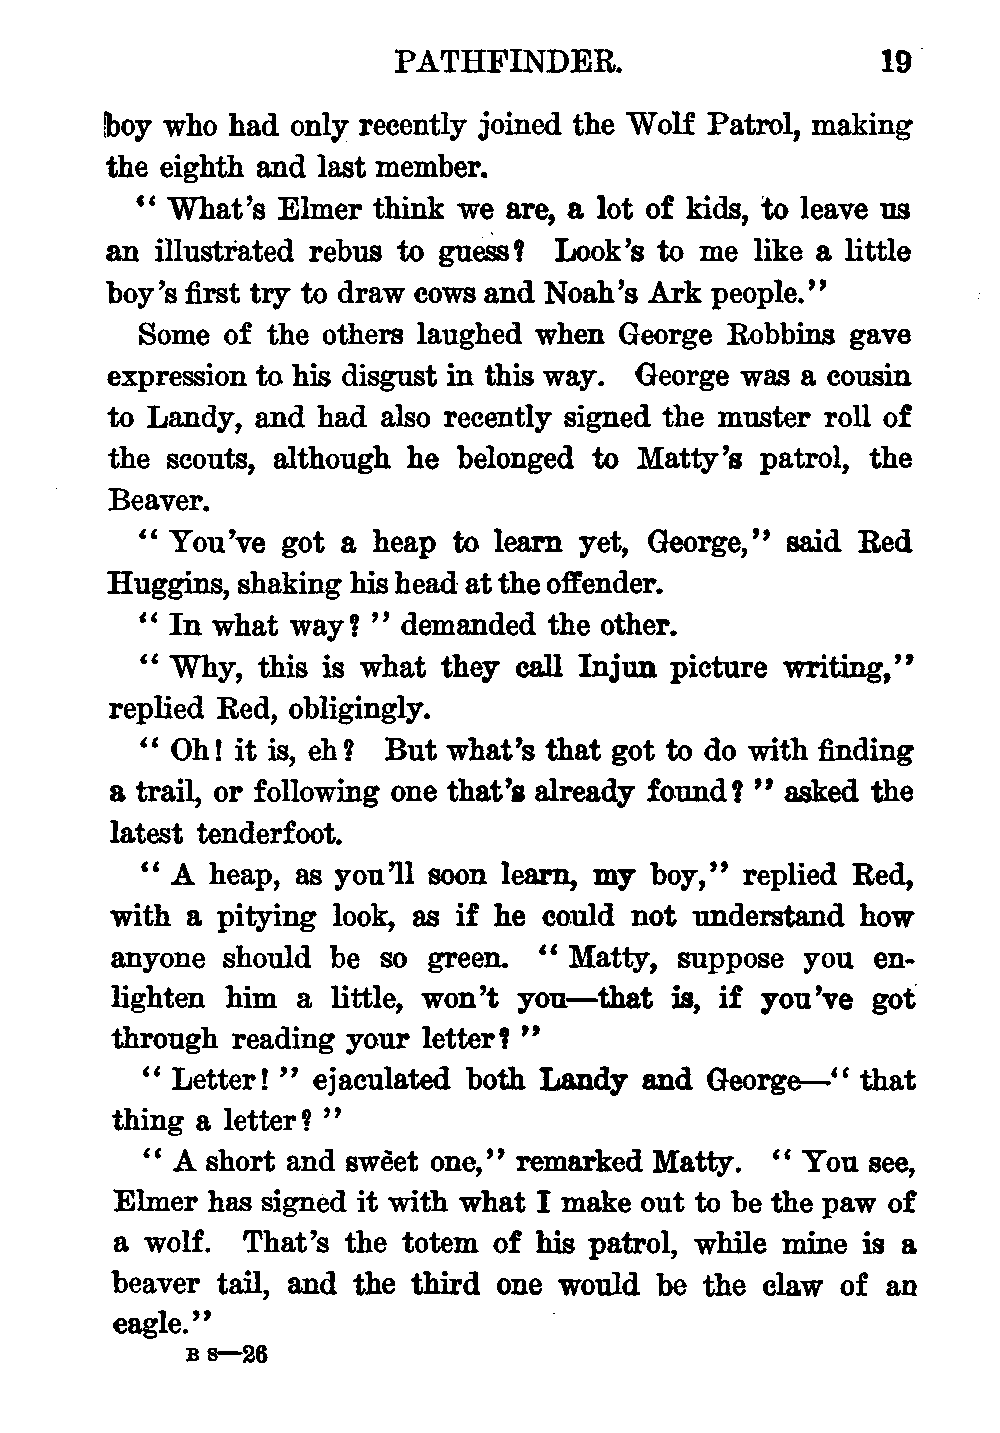 PATHFINDER. 19
boy who had only recently joined the Wolf Patrol, making
the eighth and last member.
"What's Elmer think we are, a lot of kids, to leave us
an illustrated rebus to guess? Look's to me like a little
boy's first try to draw cows and Noah's Ark people."
Some of the others laughed when George Robbins gave
expression to his disgust in this way. George was a cousin
to Landy, and had also recently signed the muster roll of
the scouts, although he belonged to Matty's patrol, the
Beaver.
"You've got a heap to learn yet, George," said Red
Huggins, shaking his head at the offender.
"In what way?" demanded the other.
"Why, this is what they call Injun picture writing,"
replied Red, obligingly.
"Oh! it is, eh? But what's that got to do with finding
a trail, or following one that's already found?" asked the
latest tenderfoot.
"A heap, as you'll soon learn, my boy," replied Red,
with a pitying look, as if he could not understand how
anyone should be so green. "Matty, suppose you en-
lighten him a little, won't you—that is, if you've got
through reading your letter?"
"Letter!" ejaculated both Landy and George—"that
thing a letter?"
"A short and sweet one," remarked Matty. "You see,
Elmer has signed it with what I make out to be the paw of
a wolf. That's the totem of his patrol, while mine is a
beaver tail, and the third one would be the claw of an
eagle."
B S—26